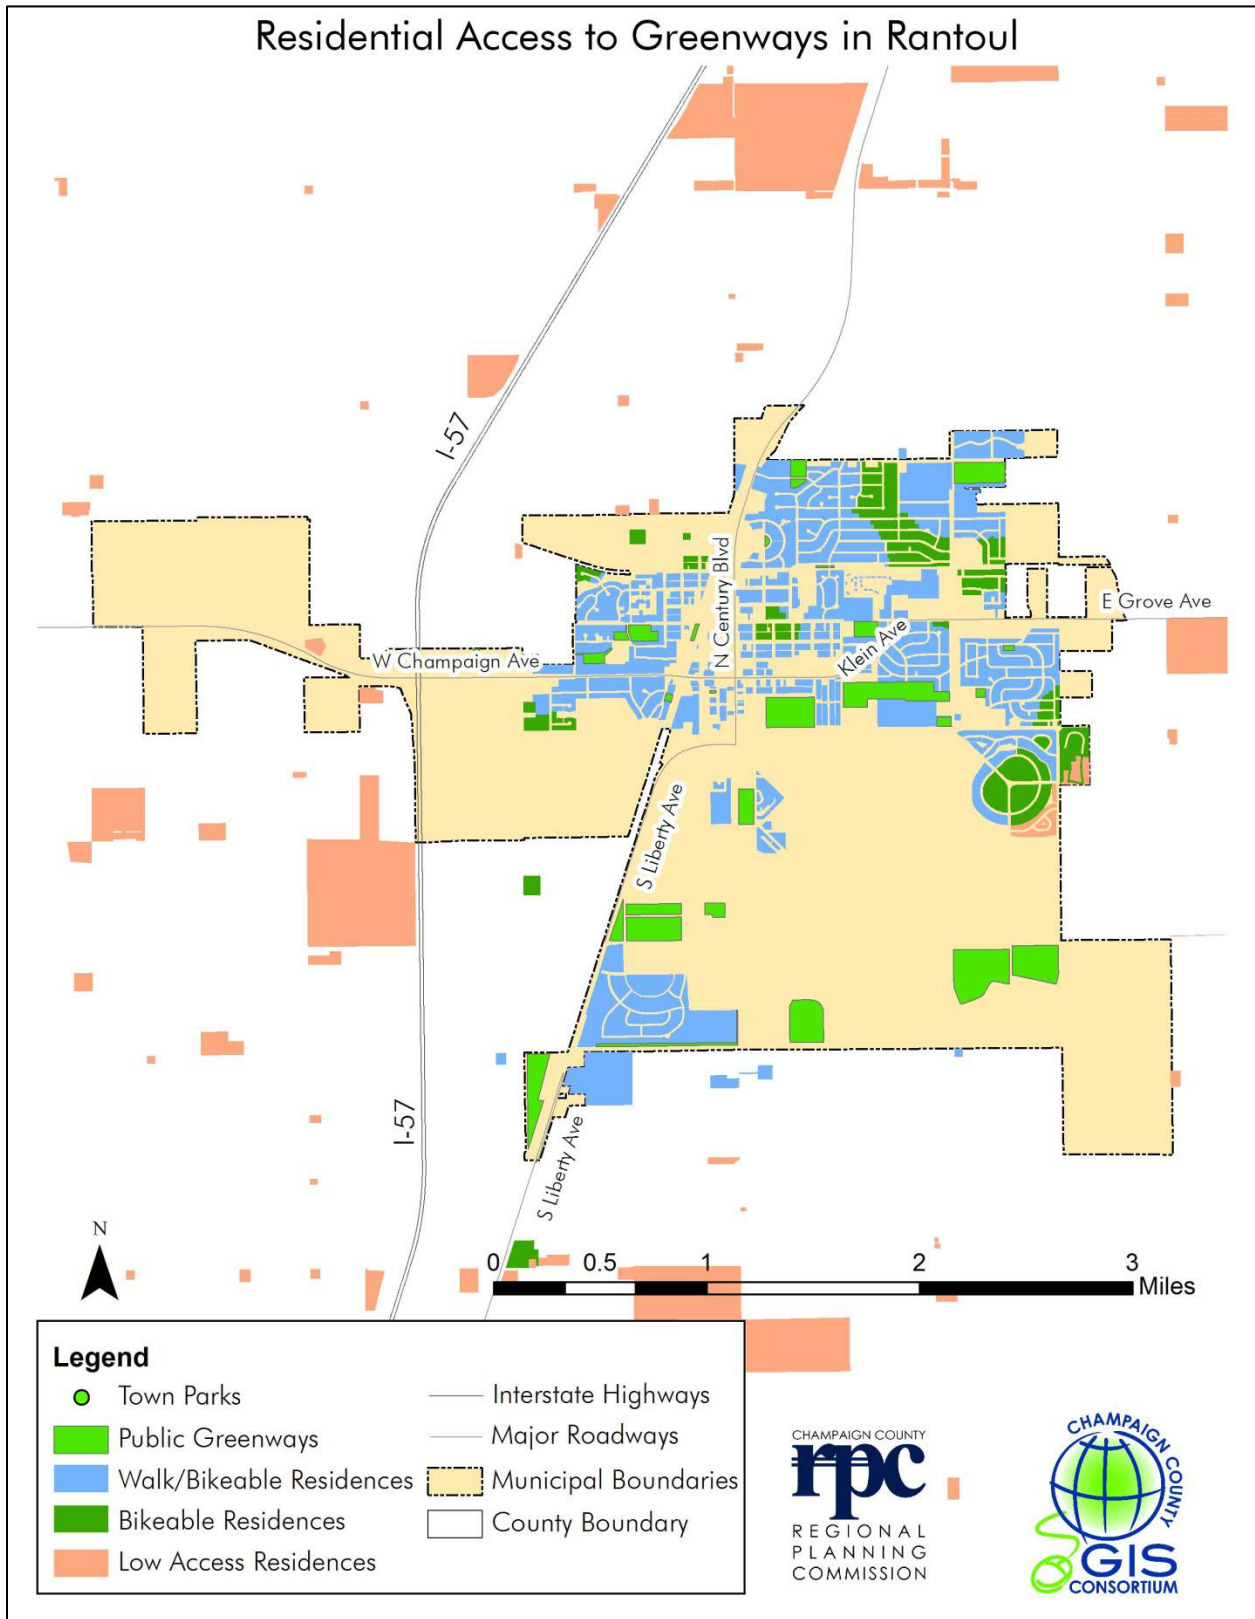 Residential Access to Greenways in Rantoul
I-57
N Century Blvd
E Grove Ave
W Champaign Ave
Klein Ave
S Liberty Ave
I-57
S Liberty Ave
N
0 0.5 1 2 3
Miles
Legend
Town Parks
Public Greenways
Walk/Bikeable Residences
Bikeable Residences
Low Access Residences
Interstate Highways
Major Roadways
Municipal Boundaries
County Boundary
CHAMPAIGN COUNTY
rpc
REGIONAL
PLANNING
COMMISSION
CHAMPAIGN COUNTY
GIS
CONSORTIUM